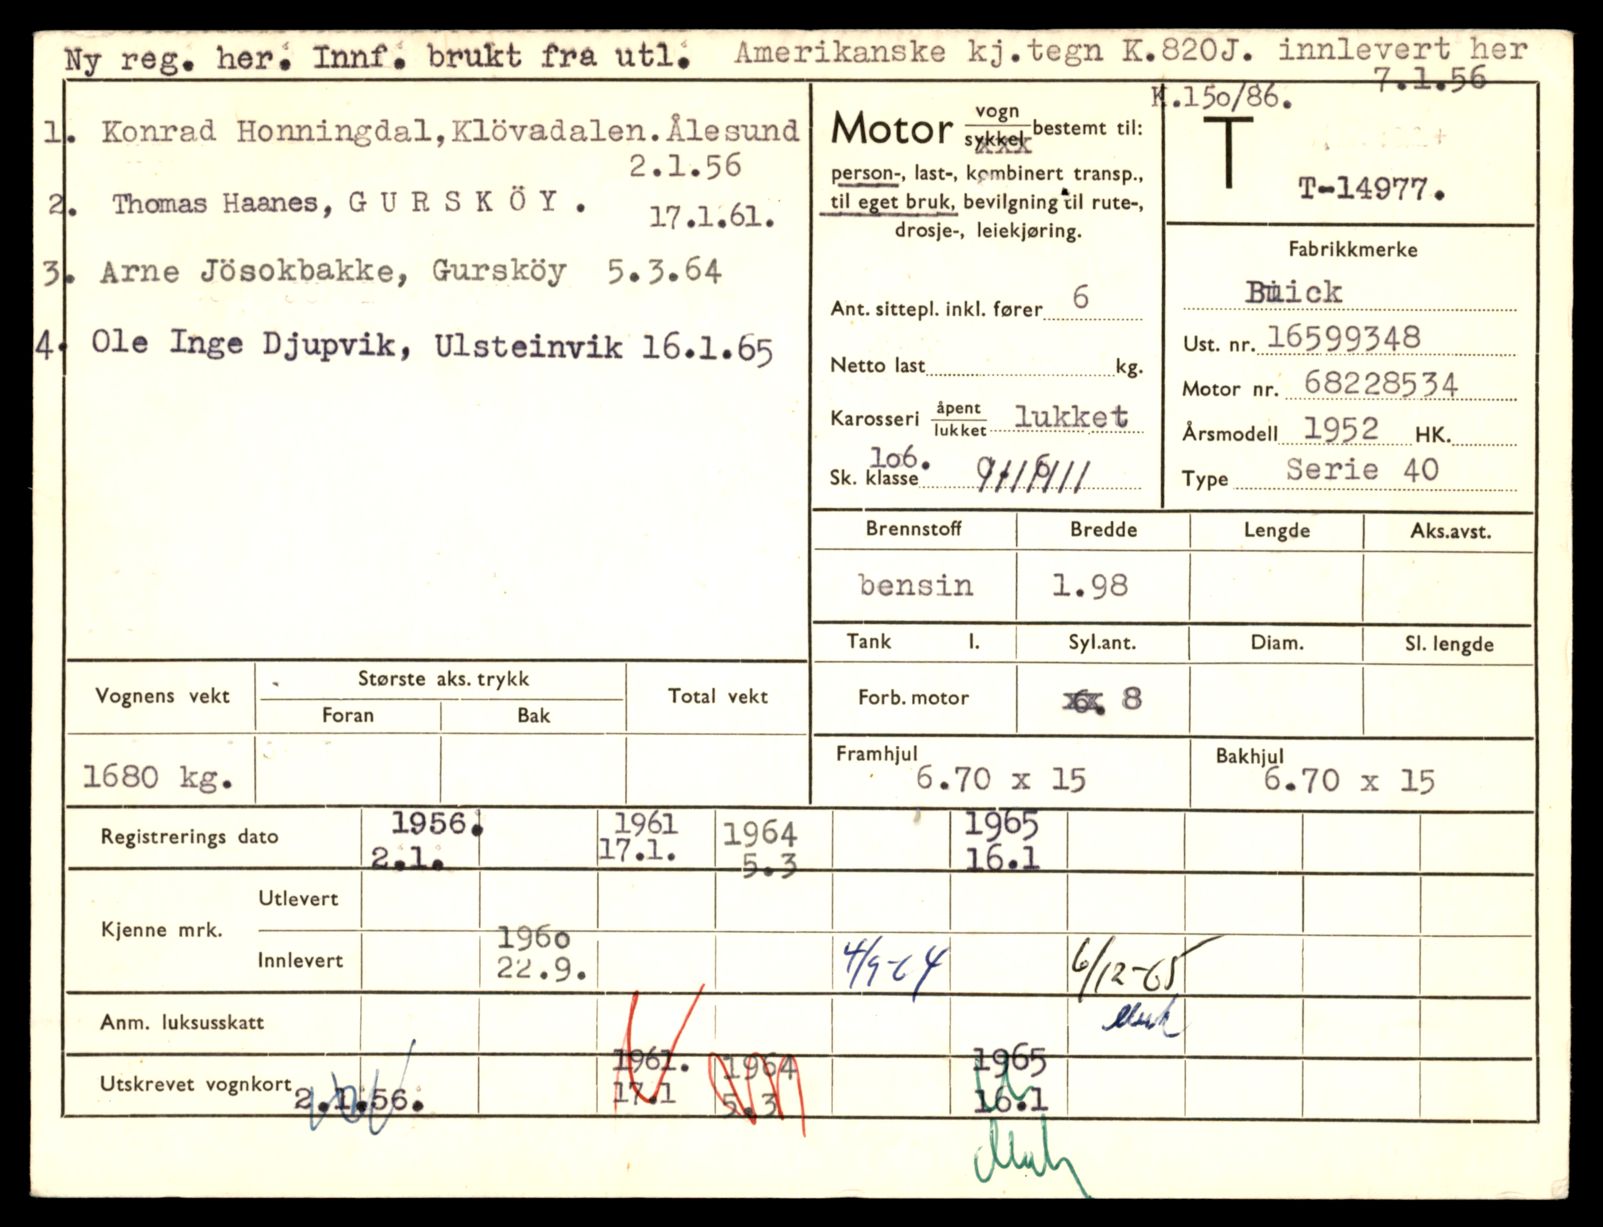 Ny reg. her. Innf. brukt fra utl. Amerikanske kj.tegn K.820J. innlevert her
7.1.56
K.150/86.
1. Konrad Honningdal, Klövadalen. Ålesund
2.1.56
2. Thomas Haanes, GURSKÖY.
17.1.61.
3. Arne Jösokbakke, Gursköy 5.3.64
4. Ole Inge Djupvik, Ulsteinvik 16.1.65
Motor vogn sykkel bestemt til:
person-, last-, kombinert transp.,
til eget bruk, bevilgning til rute-,
drosje-, leiekjøring.
Ant. sittepl. inkl. fører 6
Netto last kg.
Karosseri åpent lukket lukket
106.
Sk. klasse
T
T-14977.
Fabrikkmerke
Buick
Ust. nr. 16599348
Motor nr. 68228534
Årsmodell 1952 HK.
Type Serie 40
Brennstoff Bredde Lengde Aks.avst.
bensin 1.98
Tank l. Syl.ant. Diam. Sl. lengde
Forb. motor 6. 8
Framhjul Bakhjul
6.70 x 15 6.70 x 15
Vognens vekt Største aks. trykk Total vekt
Foran Bak
1680 kg.
Registrerings dato 1956. 1961 1964 1965
2.1. 17.1. 5.3 16.1
Kjenne mrk. Utlevert
Innlevert 1960 22.9. 4/9-64 6/12-65
Anm. luksusskatt
Utskrevet vognkort 2.1.56. 1961. 17.1 1964 5.3 1965 16.1